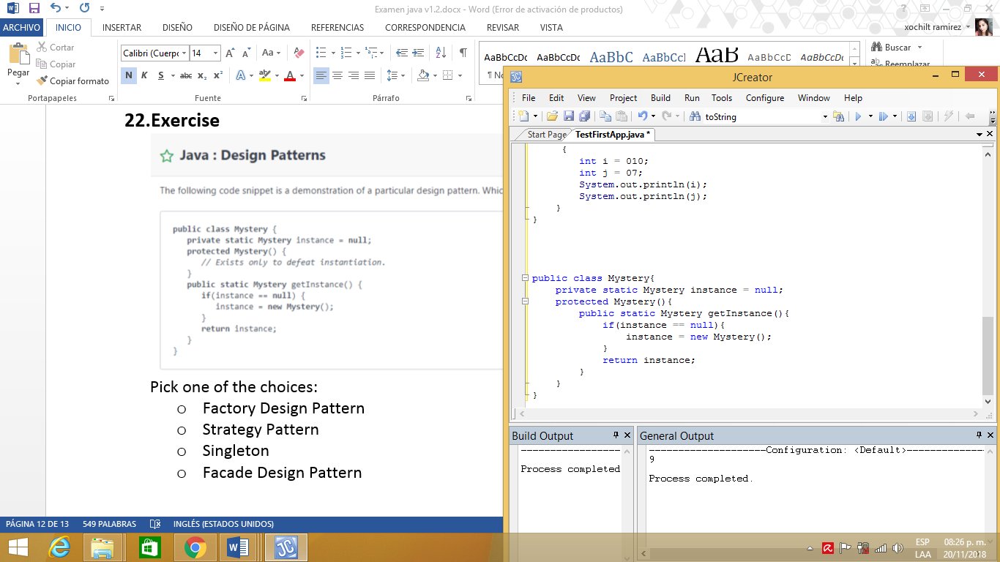 Examen java v1.2.docx - Word (Error de activación de productos)
ARCHIVO INICIO INSERTAR DISEÑO DISEÑO DE PÁGINA REFERENCIAS CORRESPONDENCIA REVISAR VISTA xochilt ramirez
Pegar
Cortar
Copiar
Copiar formato
Portapapeles
Calibri (Cuerpo 14
N K S abc x₂ x²
Fuente
Párrafo
AaBbCcDc AaBbCcDc AaBbC AaBbCcI AaB AaBbCcD AaBbCcDc
¶ No
Buscar
Reemplazar
22.Exercise
Java : Design Patterns
The following code snippet is a demonstration of a particular design pattern.
public class Mystery {
private static Mystery instance = null;
protected Mystery() {
// Exists only to defeat instantiation.
}
public static Mystery getInstance() {
if(instance == null) {
instance = new Mystery();
}
return instance;
}
}
Pick one of the choices:
o Factory Design Pattern
o Strategy Pattern
o Singleton
o Facade Design Pattern
PÁGINA 12 DE 13 549 PALABRAS INGLÉS (ESTADOS UNIDOS)
JCreator
File Edit View Project Build Run Tools Configure Window Help
toString
Start Page TestFirstApp.java *
{
int i = 010;
int j = 07;
System.out.println(i);
System.out.println(j);
}
}
public class Mystery{
private static Mystery instance = null;
protected Mystery(){
public static Mystery getInstance(){
if(instance == null){
instance = new Mystery();
}
return instance;
}
}
}
Build Output
Process completed
General Output
--------------------Configuration: <Default>--------------
9
Process completed.
ESP 08:26 p. m.
LAA 20/11/2018